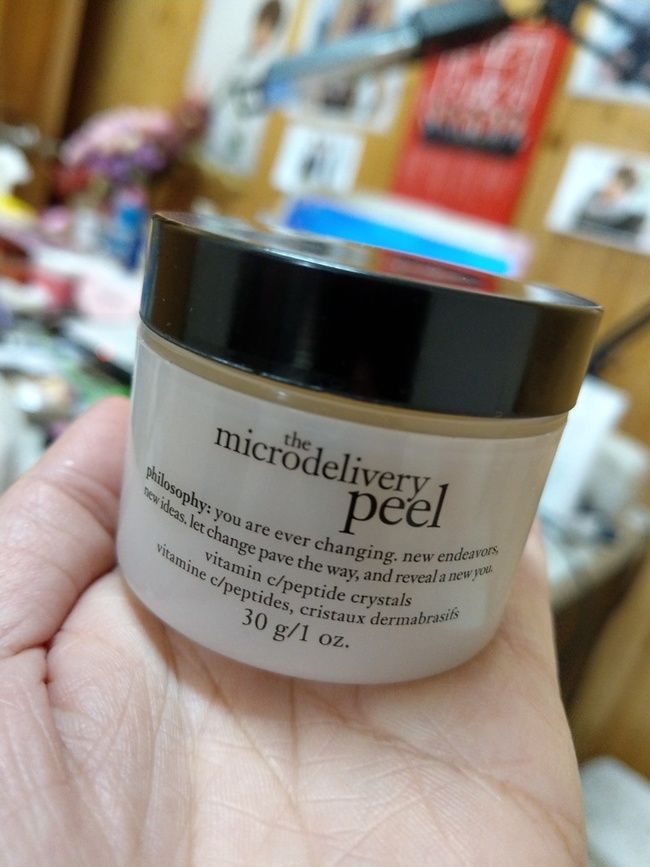 the
microdelivery
peel
philosophy: you are ever changing. new endeavors,
new ideas. let change pave the way, and reveal a new you.
vitamin c/peptide crystals
vitamine c/peptides, cristaux dermabrasifs
30 g/1 oz.